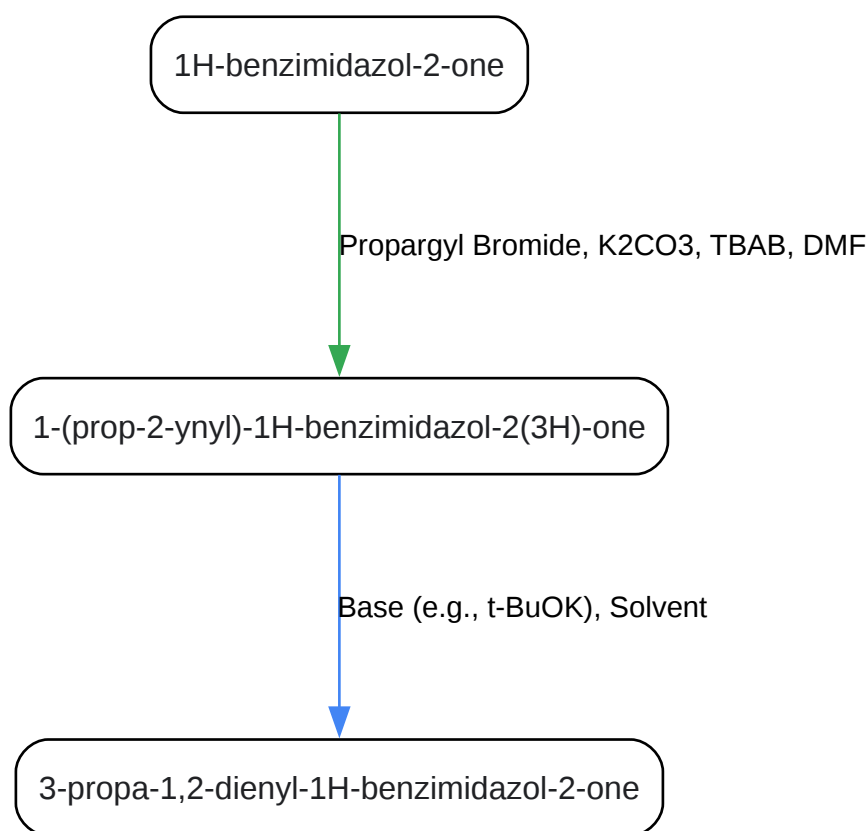 1H-benzimidazol-2-one
Propargyl Bromide, K2CO3, TBAB, DMF
1-(prop-2-ynyl)-1H-benzimidazol-2(3H)-one
Base (e.g., t-BuOK), Solvent
3-propa-1,2-dienyl-1H-benzimidazol-2-one